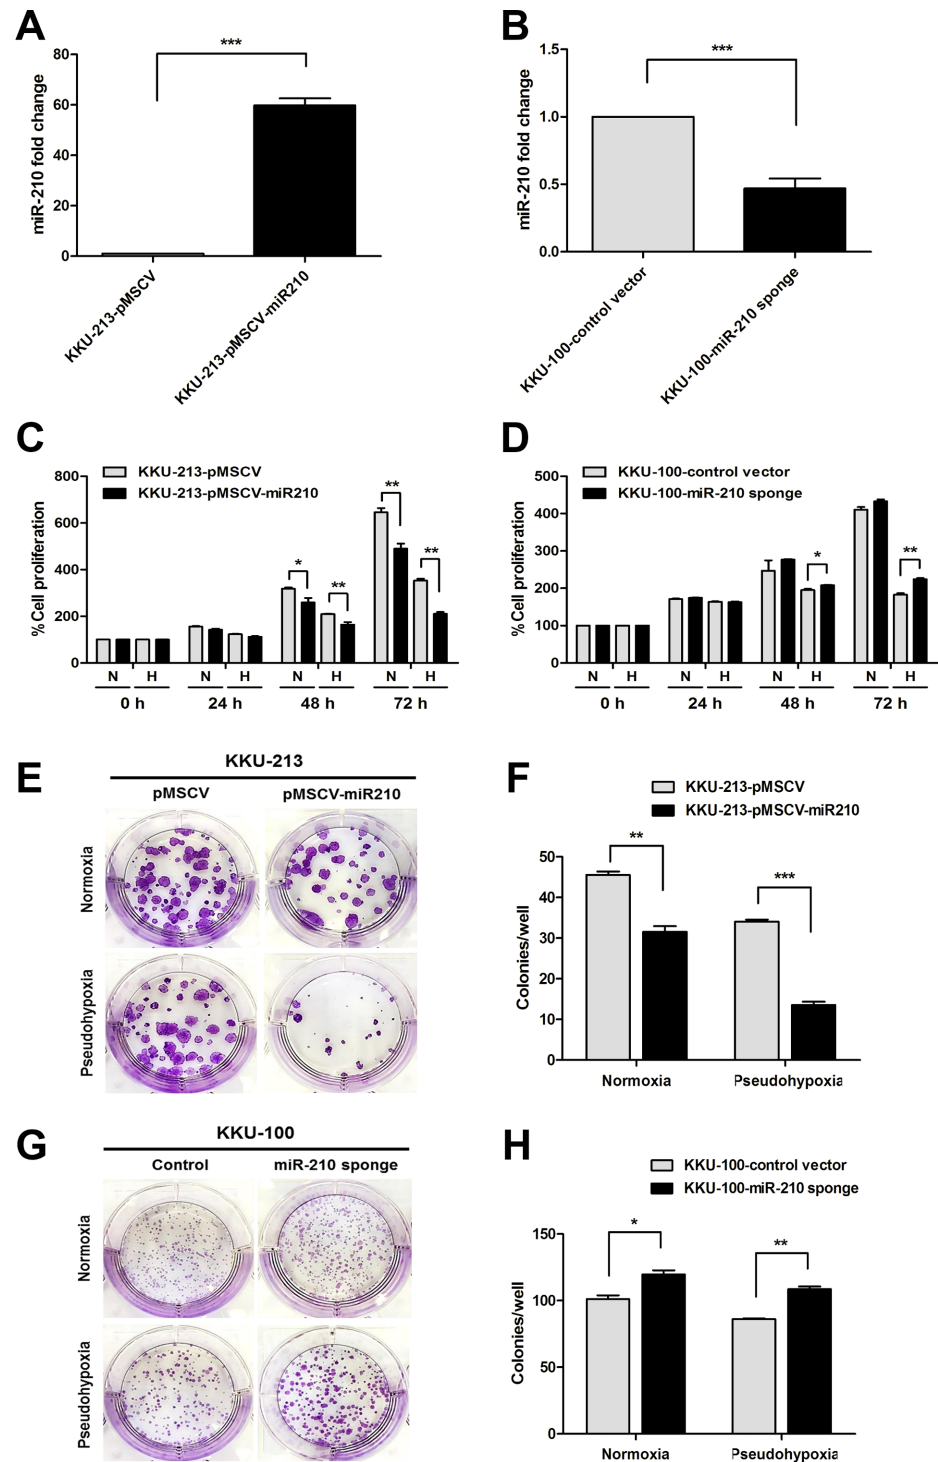 A
***
miR-210 fold change
80
60
40
20
0
KKU-213-pMSCV
KKU-213-pMSCV-miR210
B
***
miR-210 fold change
1.5
1.0
0.5
0.0
KKU-100-control vector
KKU-100-miR-210 sponge
C
KKU-213-pMSCV
KKU-213-pMSCV-miR210
% Cell proliferation
800
600
400
200
0
*
**
**
**
N H N H N H N H
0 h 24 h 48 h 72 h
D
KKU-100-control vector
KKU-100-miR-210 sponge
% Cell proliferation
500
400
300
200
100
0
*
**
N H N H N H N H
0 h 24 h 48 h 72 h
E
KKU-213
pMSCV pMSCV-miR210
Normoxia
Pseudohypoxia
F
KKU-213-pMSCV
KKU-213-pMSCV-miR210
Colonies/well
50
40
30
20
10
0
**
***
Normoxia Pseudohypoxia
G
KKU-100
Control miR-210 sponge
Normoxia
Pseudohypoxia
H
KKU-100-control vector
KKU-100-miR-210 sponge
Colonies/well
150
100
50
0
*
**
Normoxia Pseudohypoxia